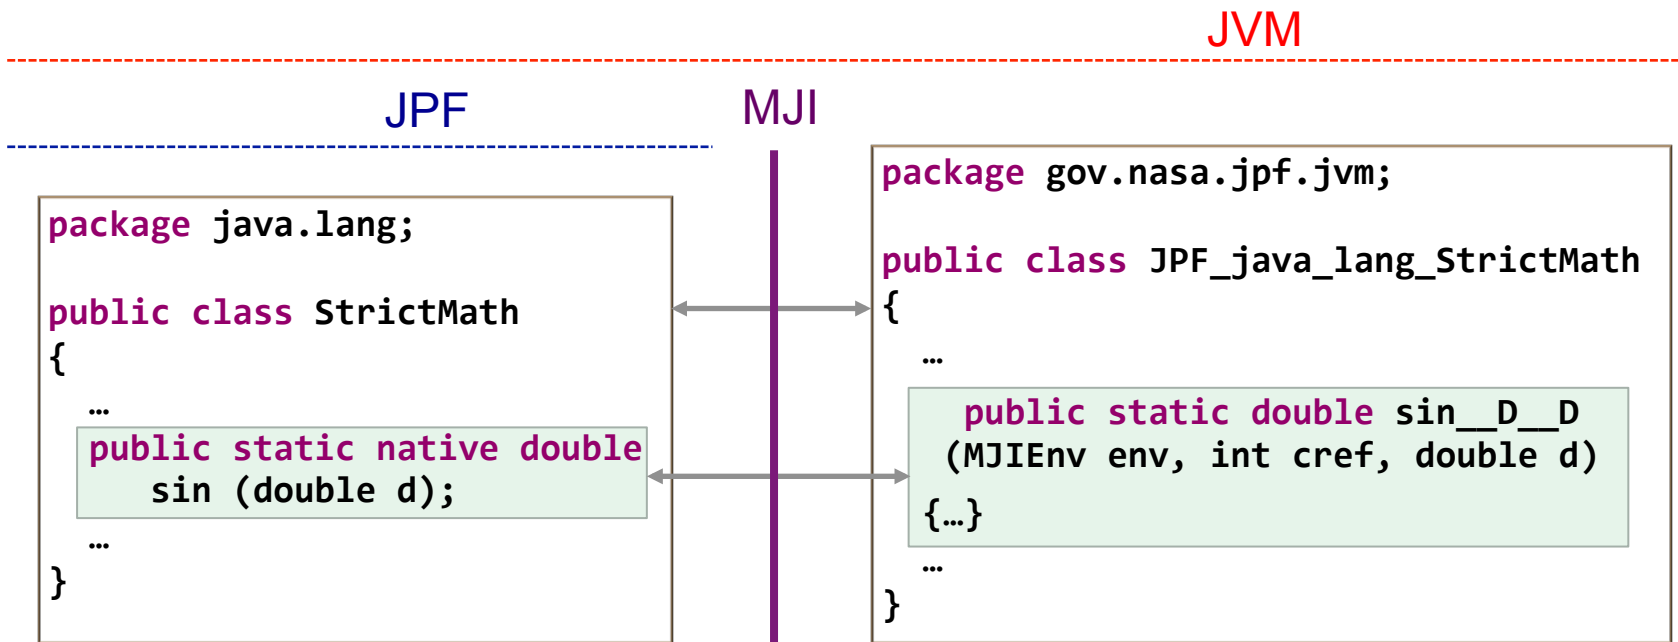 JVM
JPF
MJI
package java.lang;
public class StrictMath
{
…
public static native double
sin (double d);
…
}
package gov.nasa.jpf.jvm;
public class JPF_java_lang_StrictMath
{
…
public static double sin__D__D
(MJIEnv env, int cref, double d)
{…}
…
}